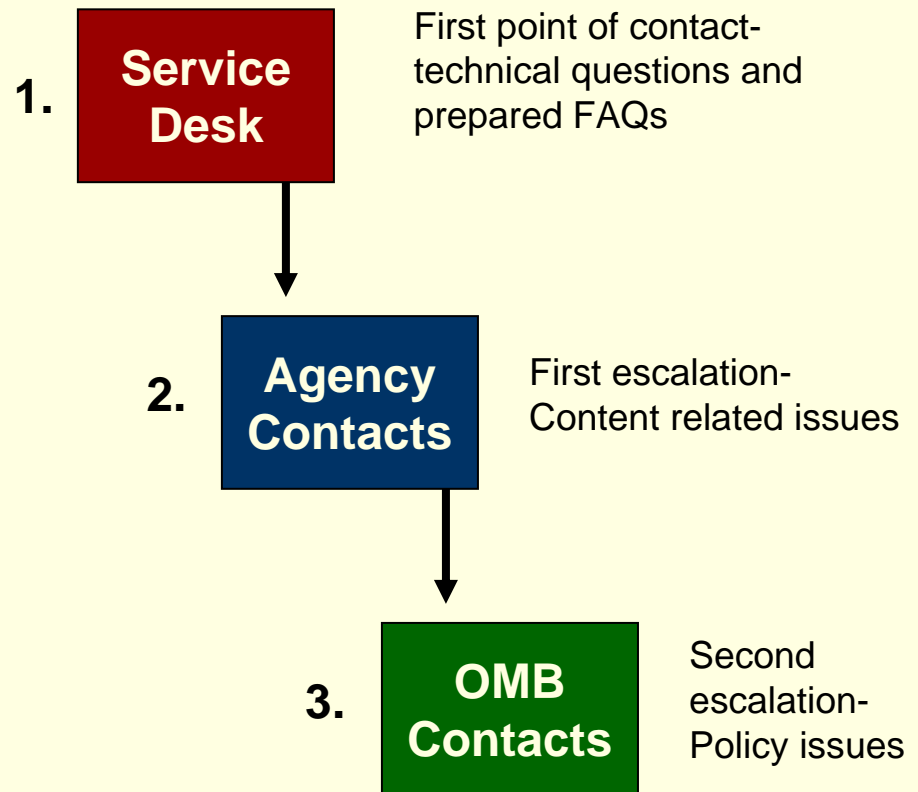 1.
Service
Desk
First point of contact-
technical questions and
prepared FAQs
2.
Agency
Contacts
First escalation-
Content related issues
3.
OMB
Contacts
Second
escalation-
Policy issues